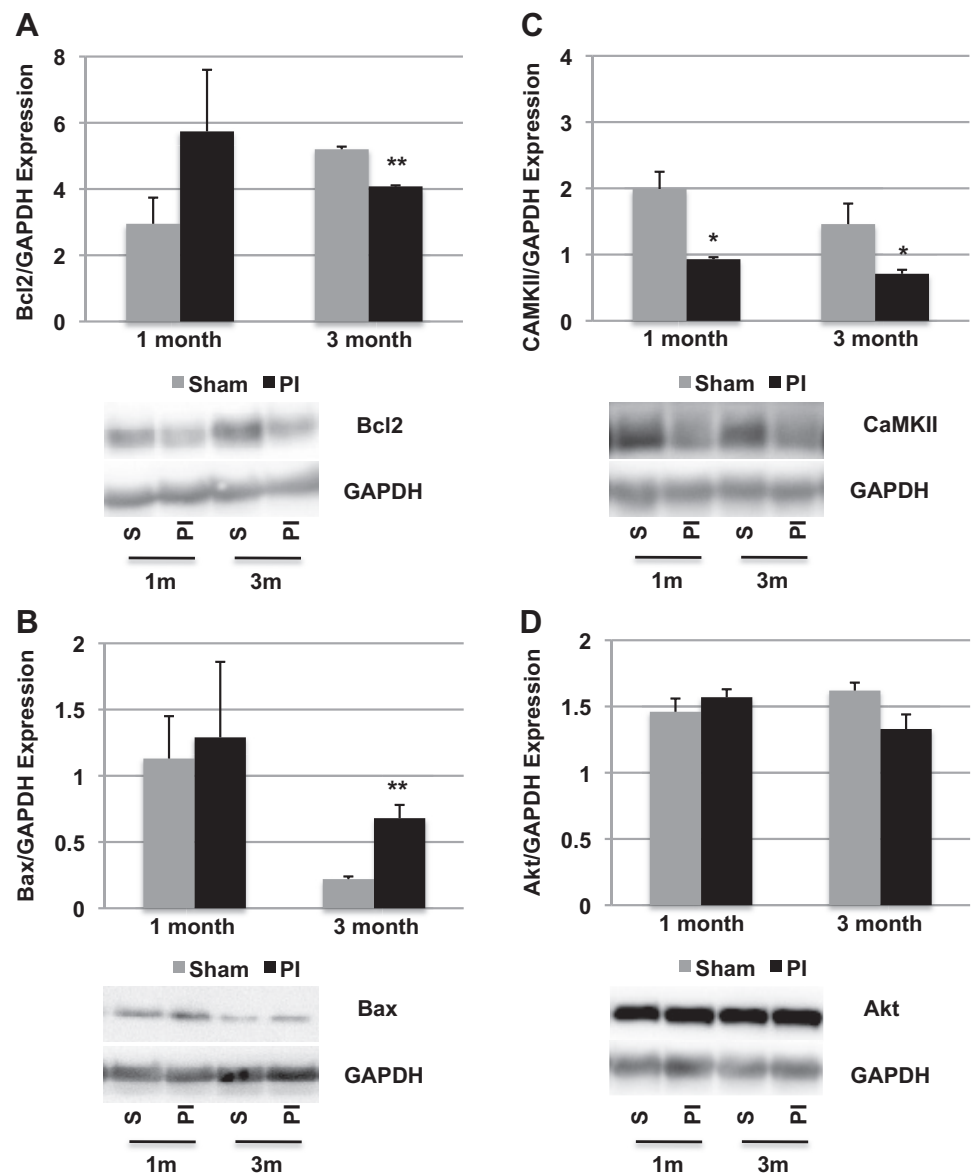 A
Bcl2/GAPDH Expression
8
6
4
2
0
**
1 month
3 month
Sham PI
Bcl2
GAPDH
S PI S PI
1m 3m
C
CAMKII/GAPDH Expression
4
3
2
1
0
*
*
1 month
3 month
Sham PI
CaMKII
GAPDH
S PI S PI
1m 3m
B
Bax/GAPDH Expression
2
1.5
1
0.5
0
**
1 month
3 month
Sham PI
Bax
GAPDH
S PI S PI
1m 3m
D
Akt/GAPDH Expression
2
1.5
1
0.5
0
1 month
3 month
Sham PI
Akt
GAPDH
S PI S PI
1m 3m